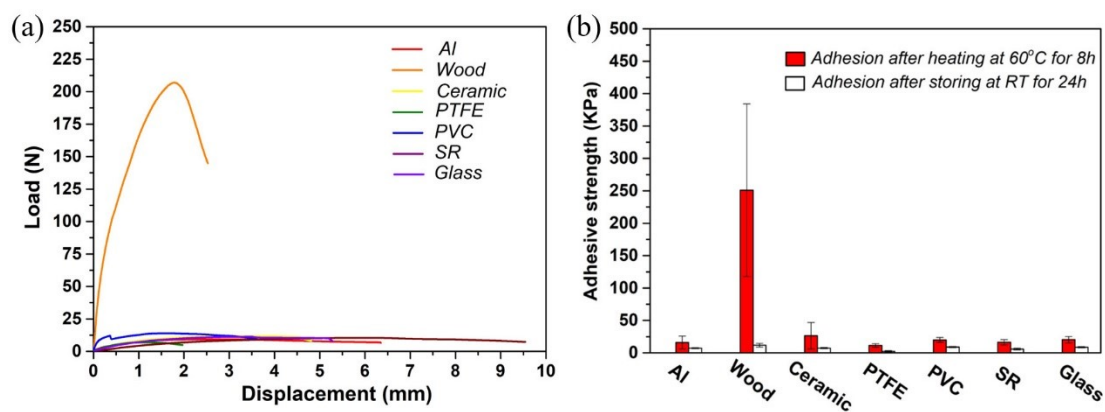 (a)
250
225
200
175
150
125
100
75
50
25
0
Load (N)
0 1 2 3 4 5 6 7 8 9 10
Displacement (mm)
Al
Wood
Ceramic
PTFE
PVC
SR
Glass
(b)
500
450
400
350
300
250
200
150
100
50
0
Adhesive strength (KPa)
Adhesion after heating at 60°C for 8h
Adhesion after storing at RT for 24h
Al Wood Ceramic PTFE PVC SR Glass